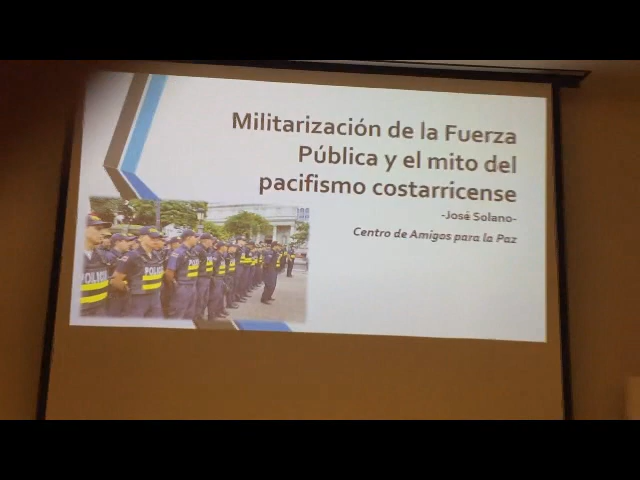 Militarización de la Fuerza
Pública y el mito del
pacifismo costarricense
-José Solano-
Centro de Amigos para la Paz
POLICIA